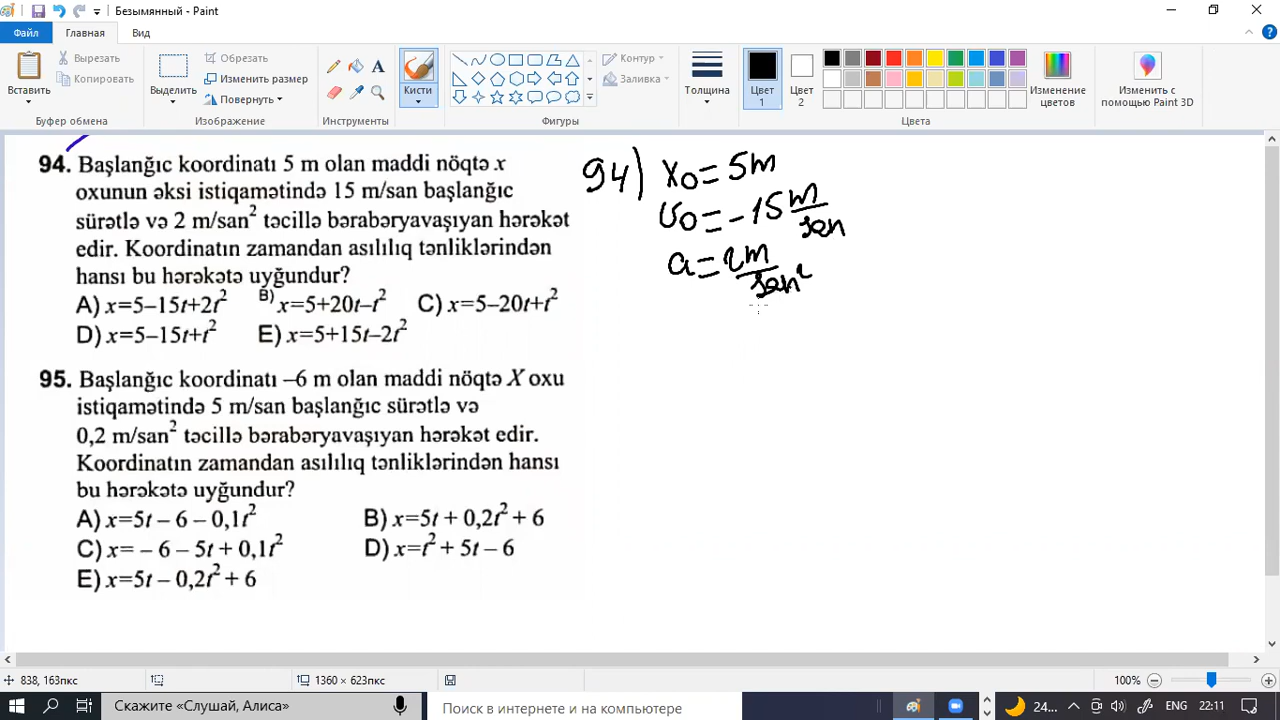 Безымянный - Paint
Файл Главная Вид
Вставить
Вырезать
Копировать
Буфер обмена
Выделить
Обрезать
Изменить размер
Повернуть
Изображение
A
Инструменты
Кисти
Контур
Заливка
Фигуры
Толщина
Цвет 1
Цвет 2
Изменение цветов
Цвета
Изменить с помощью Paint 3D
94. Başlanğıc koordinatı 5 m olan maddi nöqtə x
oxunun əksi istiqamətində 15 m/san başlanğıc
sürətlə və 2 m/san² təcillə bərabəryavaşıyan hərəkət
edir. Koordinatın zamandan asılılıq tənliklərindən
hansı bu hərəkətə uyğundur?
A) x=5–15t+2t² B) x=5+20t–t² C) x=5–20t+t²
D) x=5–15t+t² E) x=5+15t–2t²
95. Başlanğıc koordinatı –6 m olan maddi nöqtə X oxu
istiqamətində 5 m/san başlanğıc sürətlə və
0,2 m/san² təcillə bərabəryavaşıyan hərəkət edir.
Koordinatın zamandan asılılıq tənliklərindən hansı
bu hərəkətə uyğundur?
A) x=5t – 6 – 0,1t² B) x=5t + 0,2t² + 6
C) x= – 6 – 5t + 0,1t² D) x=t² + 5t – 6
E) x=5t – 0,2t² + 6
94) x0 = 5m
υ0 = -15 m/san
a = 2m/san²
838, 163пкс 1360 × 623пкс 100%
Скажите «Слушай, Алиса» Поиск в интернете и на компьютере 24... ENG 22:11